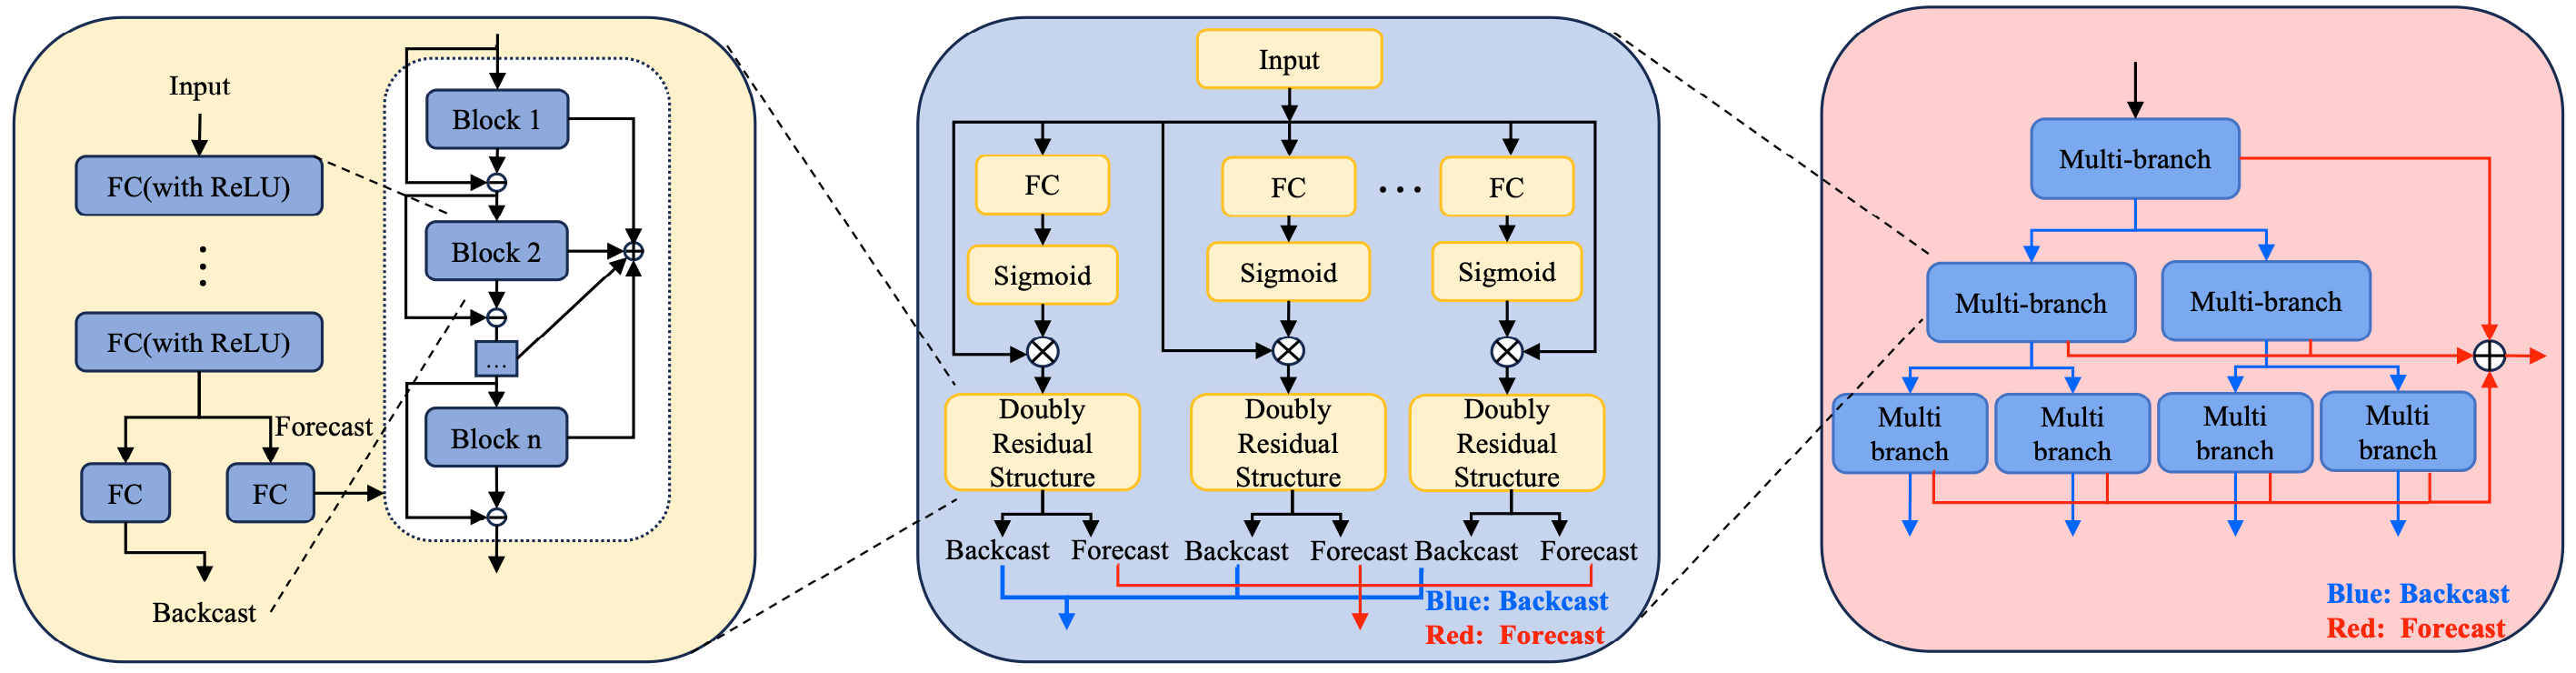 Input
FC(with ReLU)
FC(with ReLU)
Forecast
FC
FC
Backcast
Block 1
Block 2
...
Block n
Input
FC
FC
...
FC
Sigmoid
Sigmoid
Sigmoid
Doubly
Residual
Structure
Doubly
Residual
Structure
Doubly
Residual
Structure
Backcast
Forecast
Backcast
Forecast
Backcast
Forecast
Blue: Backcast
Red: Forecast
Multi-branch
Multi-branch
Multi-branch
Multi
branch
Multi
branch
Multi
branch
Multi
branch
Blue: Backcast
Red: Forecast